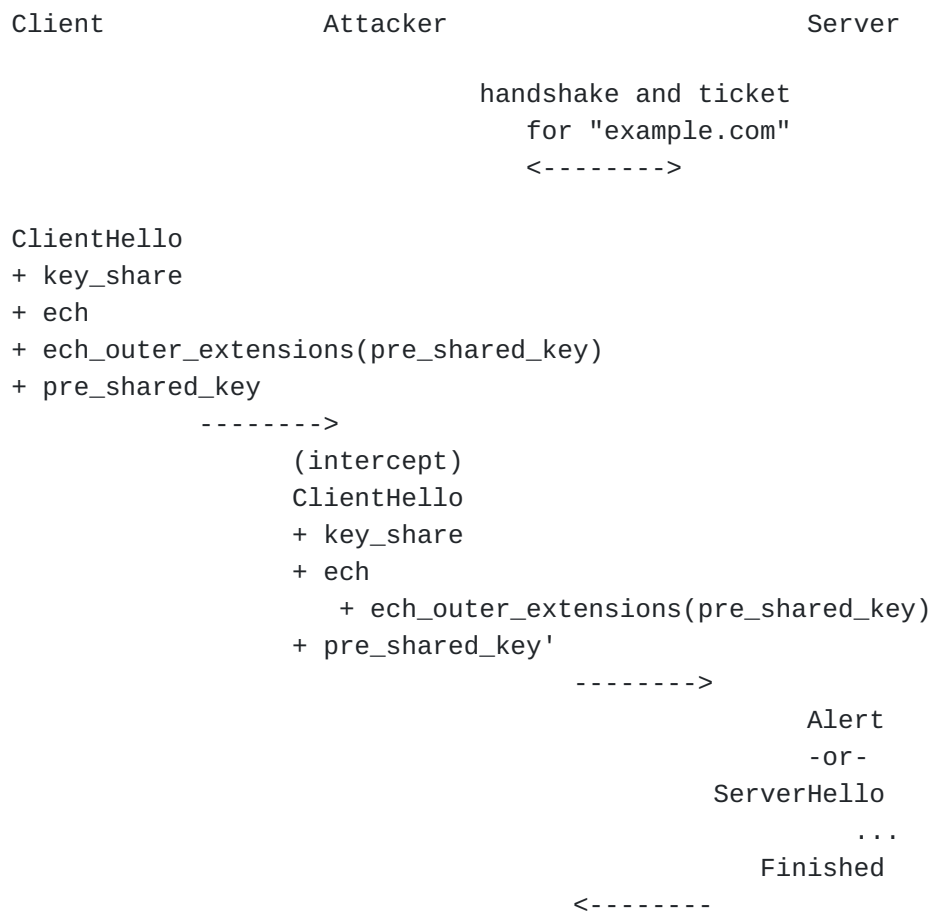 Client Attacker Server
handshake and ticket
for "example.com"
<-------->
ClientHello
+ key_share
+ ech
+ ech_outer_extensions(pre_shared_key)
+ pre_shared_key
-------->
(intercept)
ClientHello
+ key_share
+ ech
+ ech_outer_extensions(pre_shared_key)
+ pre_shared_key'
-------->
Alert
-or-
ServerHello
...
Finished
<--------